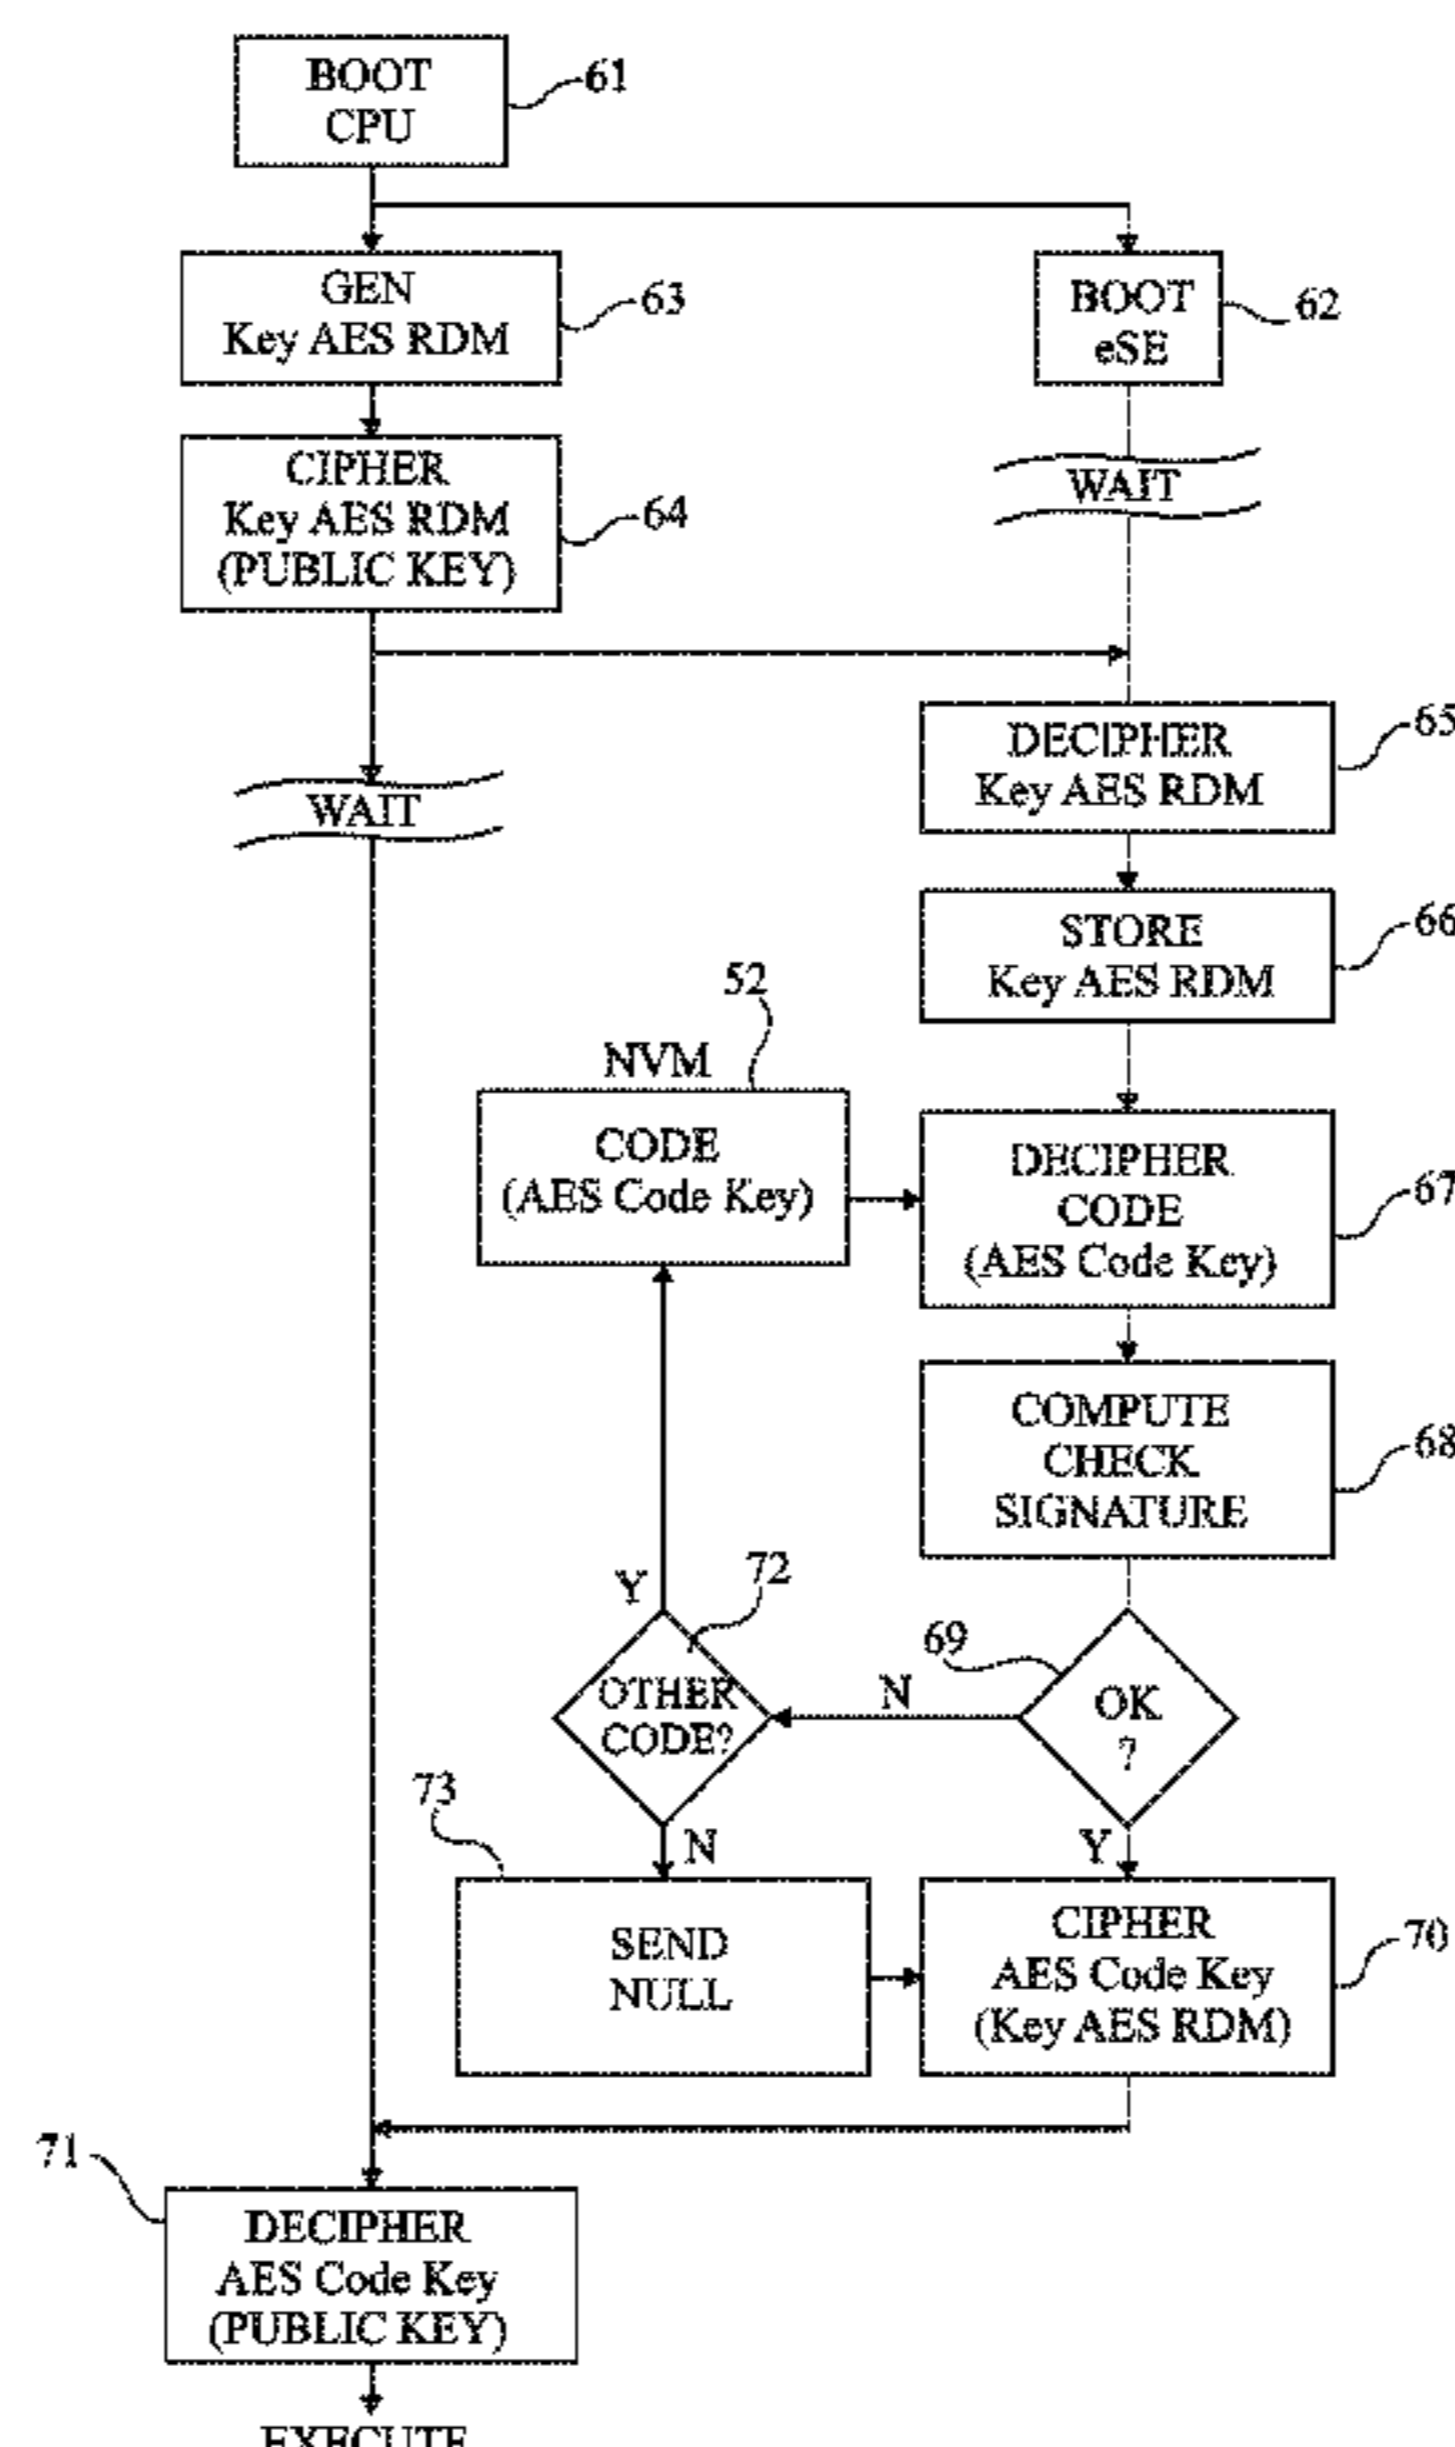 BOOT
CPU
61
GEN
Key AES RDM
63
BOOT
eSE
62
CIPHER
Key AES RDM
(PUBLIC KEY)
64
WAIT
DECIPHER
Key AES RDM
65
WAIT
STORE
Key AES RDM
66
52
NVM
CODE
(AES Code Key)
DECIPHER
CODE
(AES Code Key)
67
COMPUTE
CHECK
SIGNATURE
68
Y
72
OTHER
CODE?
N
69
OK
?
73
N
Y
SEND
NULL
CIPHER
AES Code Key
(Key AES RDM)
70
71
DECIPHER
AES Code Key
(PUBLIC KEY)
EXECUTE